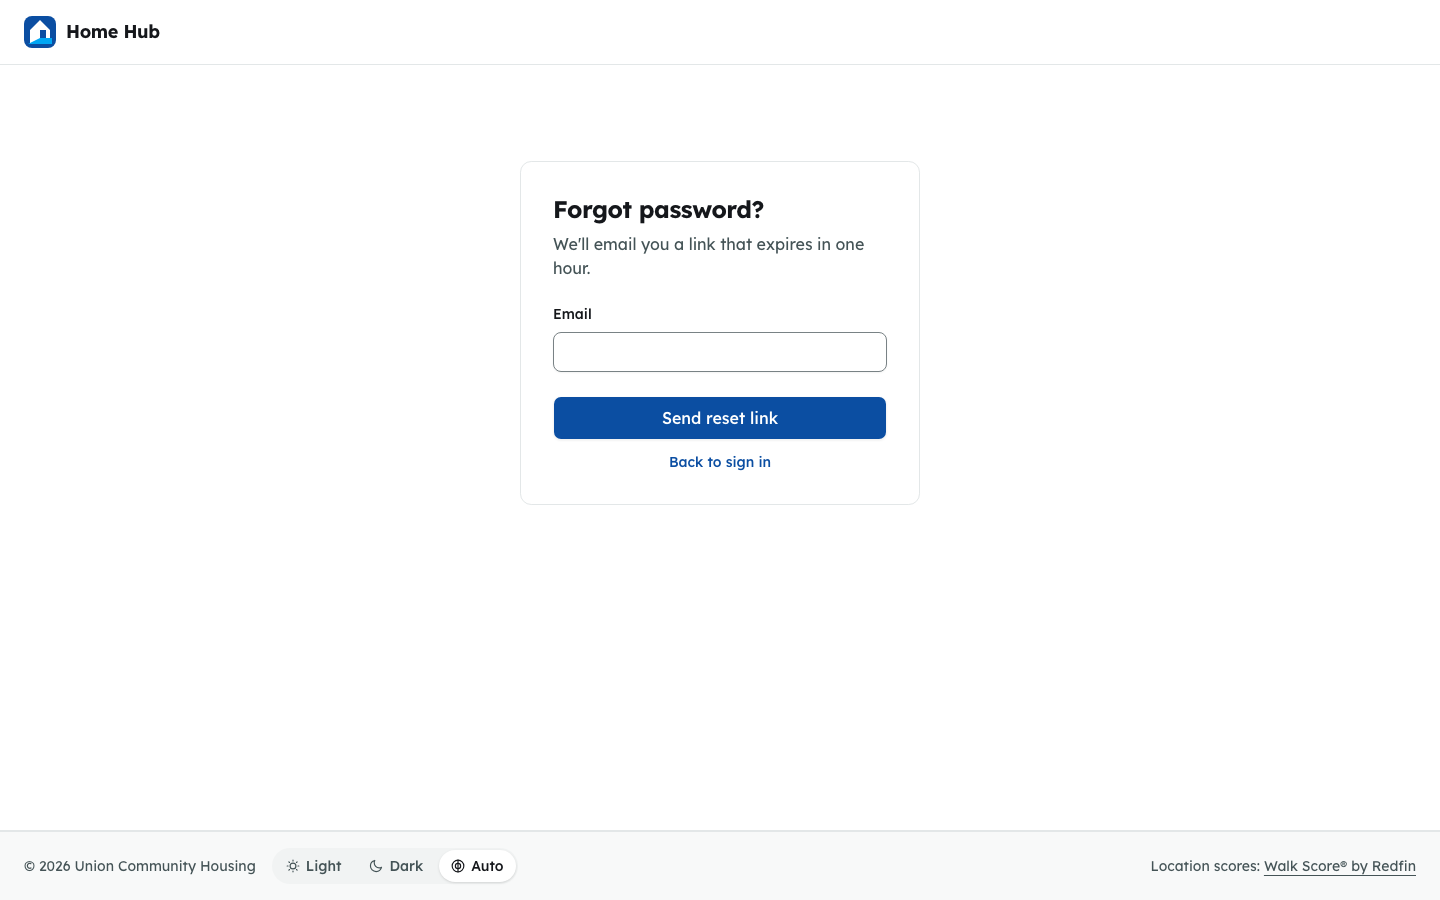 Home Hub
Forgot password?
We'll email you a link that expires in one
hour.
Email
Send reset link
Back to sign in
© 2026 Union Community Housing
Light
Dark
Auto
Location scores: Walk Score® by Redfin